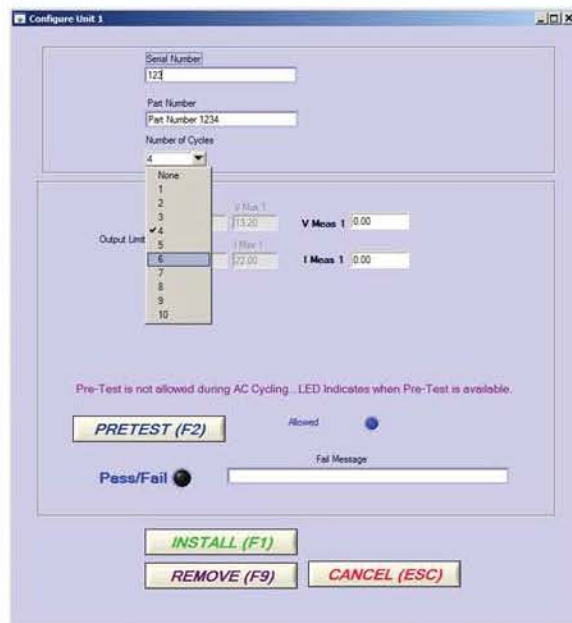 Configure Unit 1
Serial Number
123
Part Number
Part Number 1234
Number of Cycles
4
None
1
2
3
4
5
6
7
8
9
10
V Max 1
13.20
V Meas 1 0.00
Output Limit
I Max 1
22.00
I Meas 1 0.00
Pre-Test is not allowed during AC Cycling...LED Indicates when Pre-Test is available.
PRETEST (F2)
Allowed
Pass/Fail
Fail Message
INSTALL (F1)
REMOVE (F9)
CANCEL (ESC)